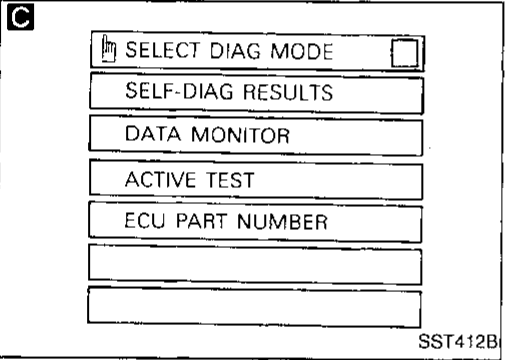 C
SELECT DIAG MODE
SELF-DIAG RESULTS
DATA MONITOR
ACTIVE TEST
ECU PART NUMBER
SST412B